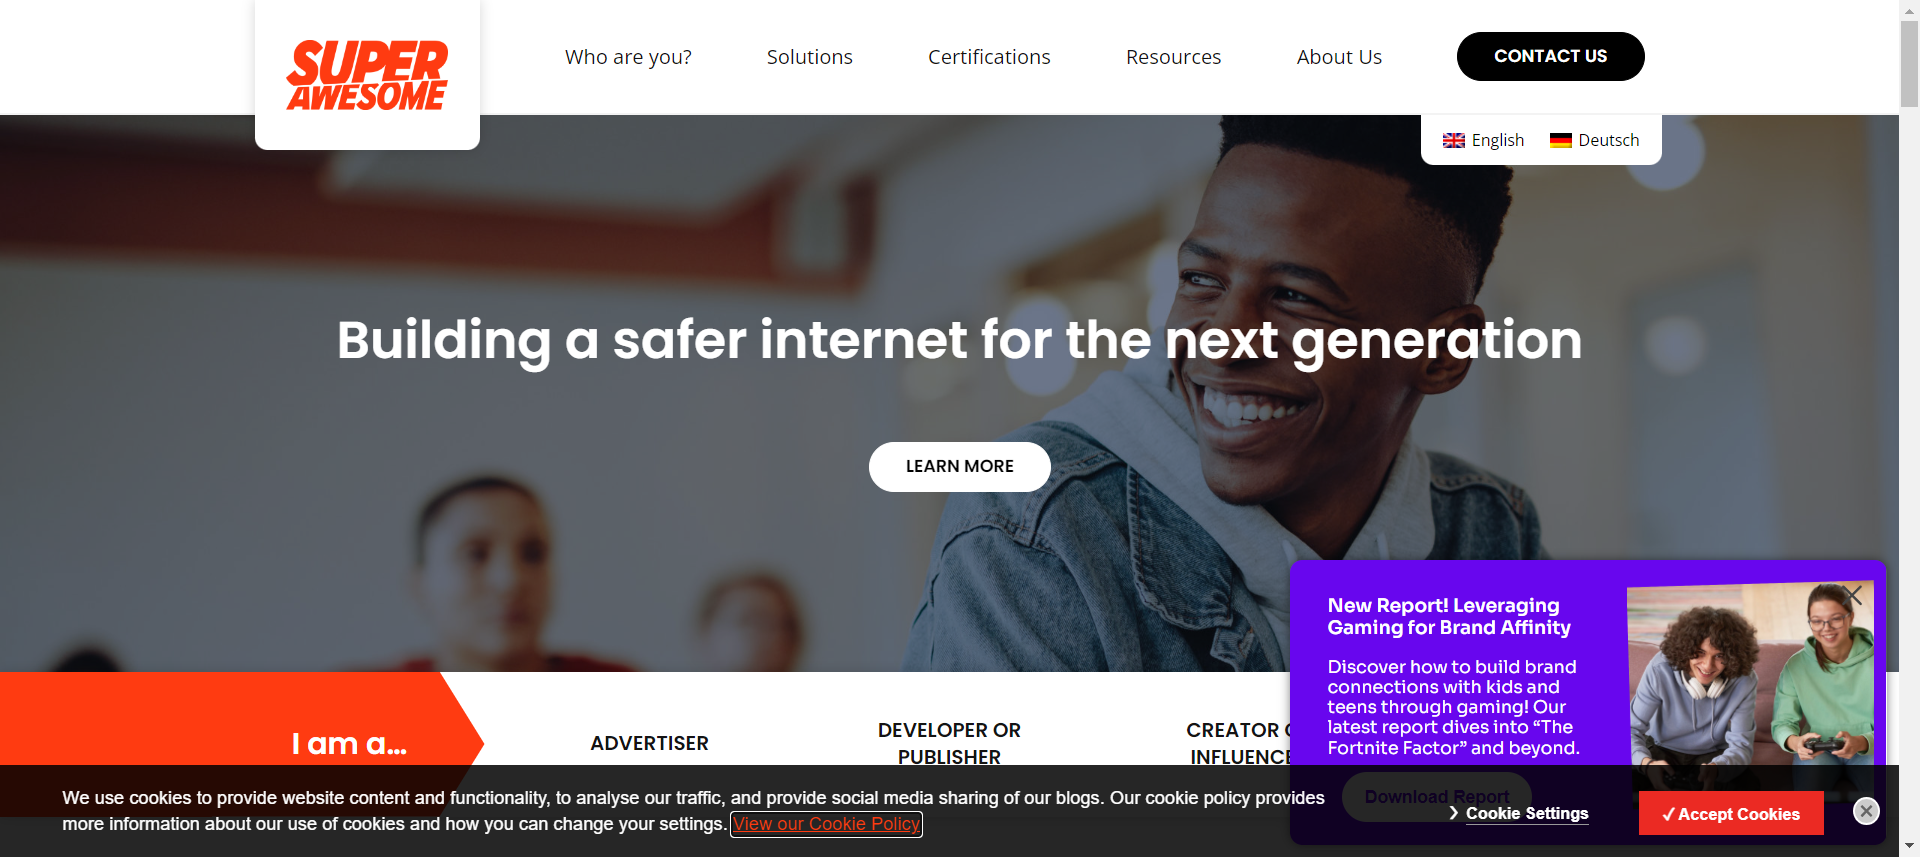 SUPER
AWESOME
Who are you?
Solutions
Certifications
Resources
About Us
CONTACT US
English
Deutsch
Building a safer internet for the next generation
LEARN MORE
I am a...
ADVERTISER
DEVELOPER OR
PUBLISHER
CREATOR
New Report! Leveraging
Gaming for Brand Affinity
Discover how to build brand
connections with kids and
teens through gaming! Our
latest report dives into “The
Fortnite Factor” and beyond.
Download Report
We use cookies to provide website content and functionality, to analyse our traffic, and provide social media sharing of our blogs. Our cookie policy provides
more information about our use of cookies and how you can change your settings. View our Cookie Policy
Cookie Settings
✓ Accept Cookies